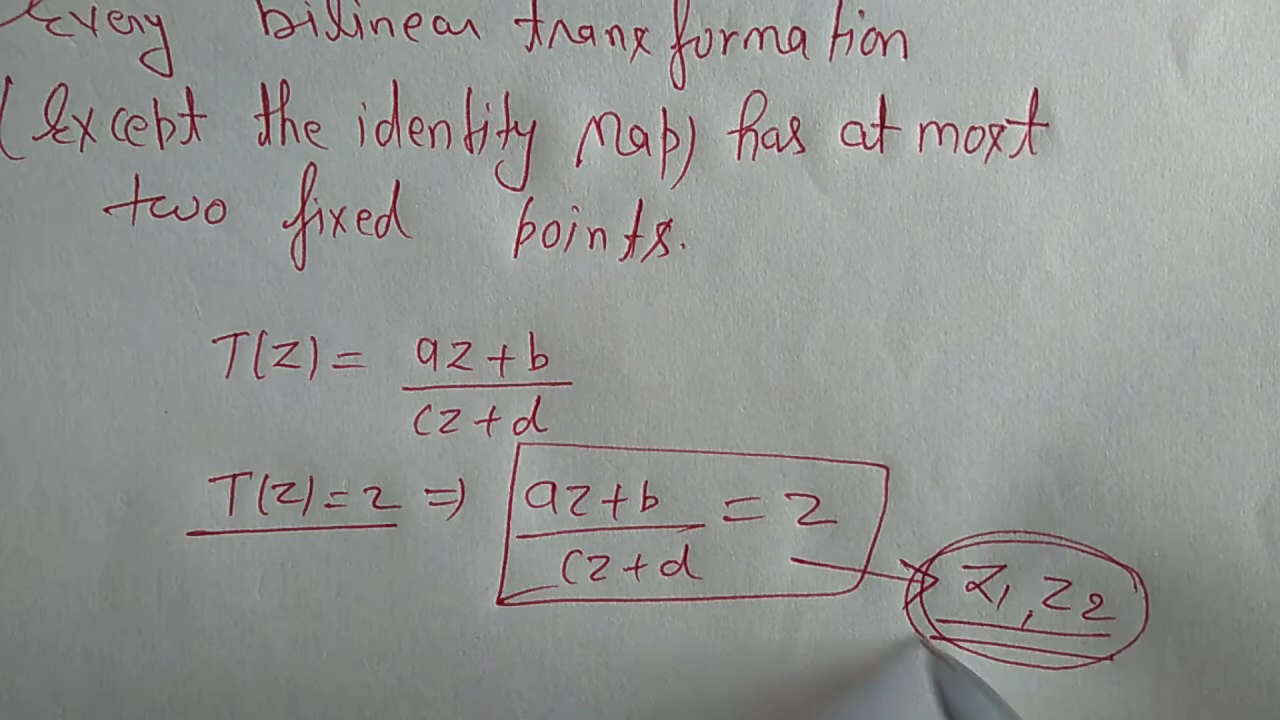 Every bilinear transformation
(Except the identity Map) has at most
two fixed points.
T(z) = az+b
cz+d
T(z)=z => az+b = z
cz+d
z1, z2